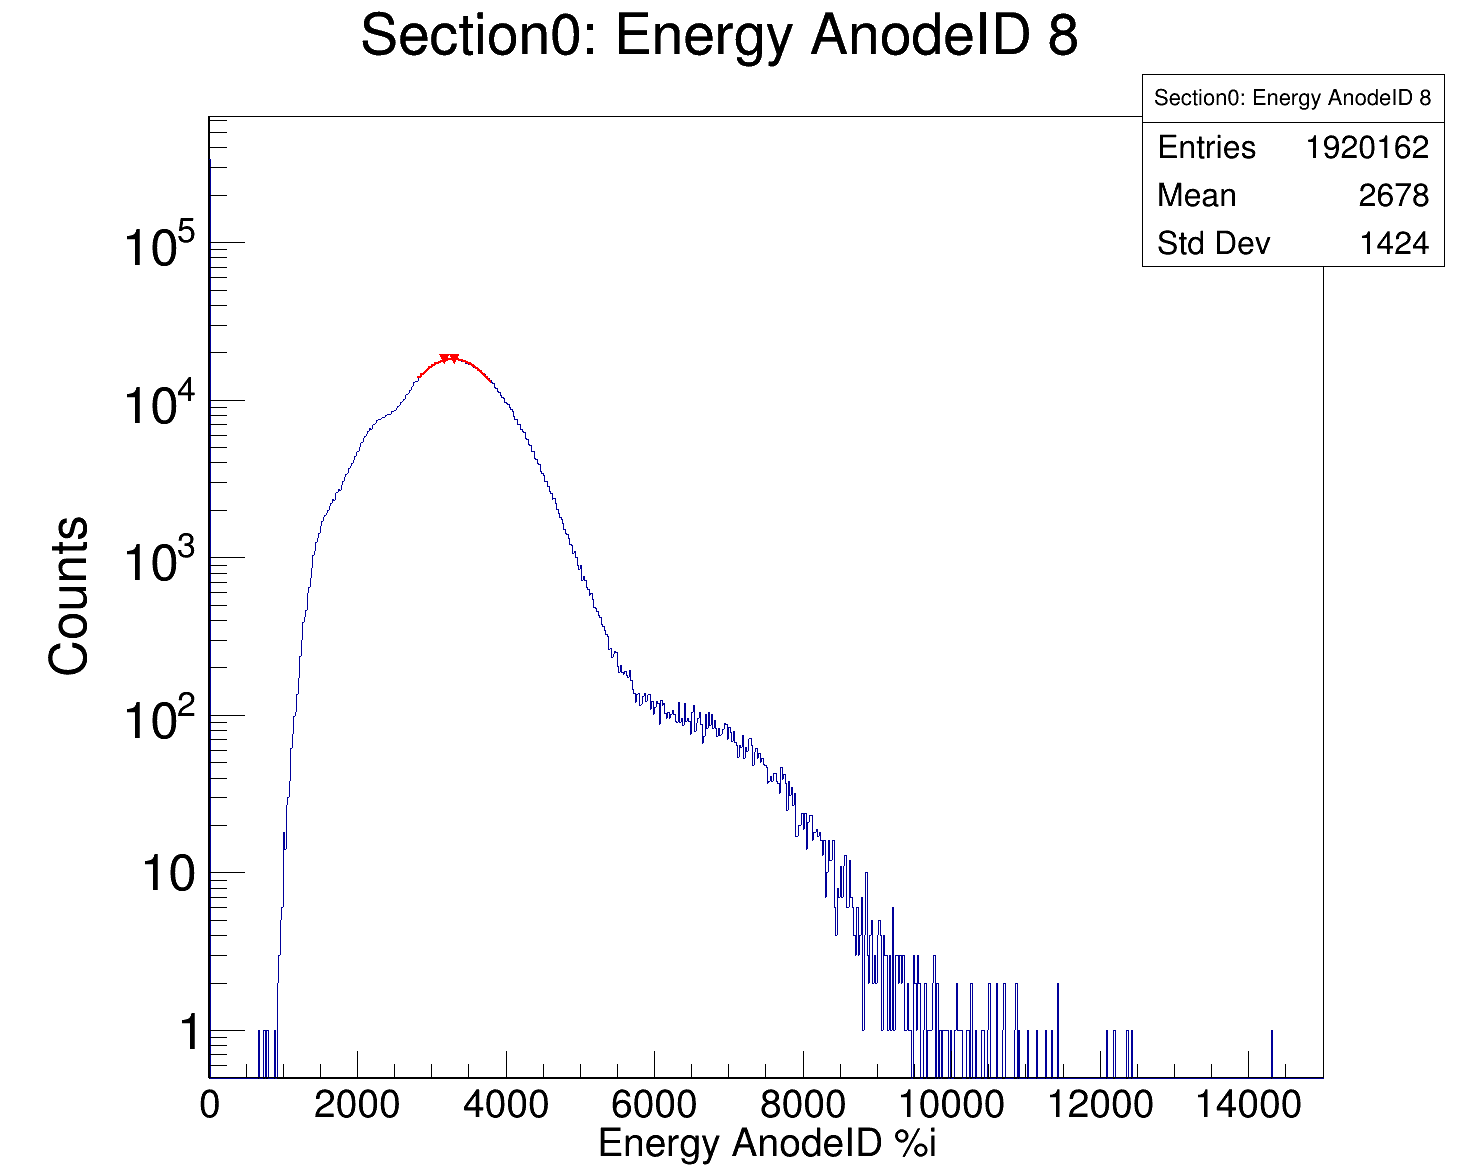 Section0: Energy AnodeID 8
Section0: Energy AnodeID 8
Entries 1920162
Mean 2678
Std Dev 1424
10^5
10^4
10^3
10^2
10
1
Counts
0 2000 4000 6000 8000 10000 12000 14000
Energy AnodeID %i